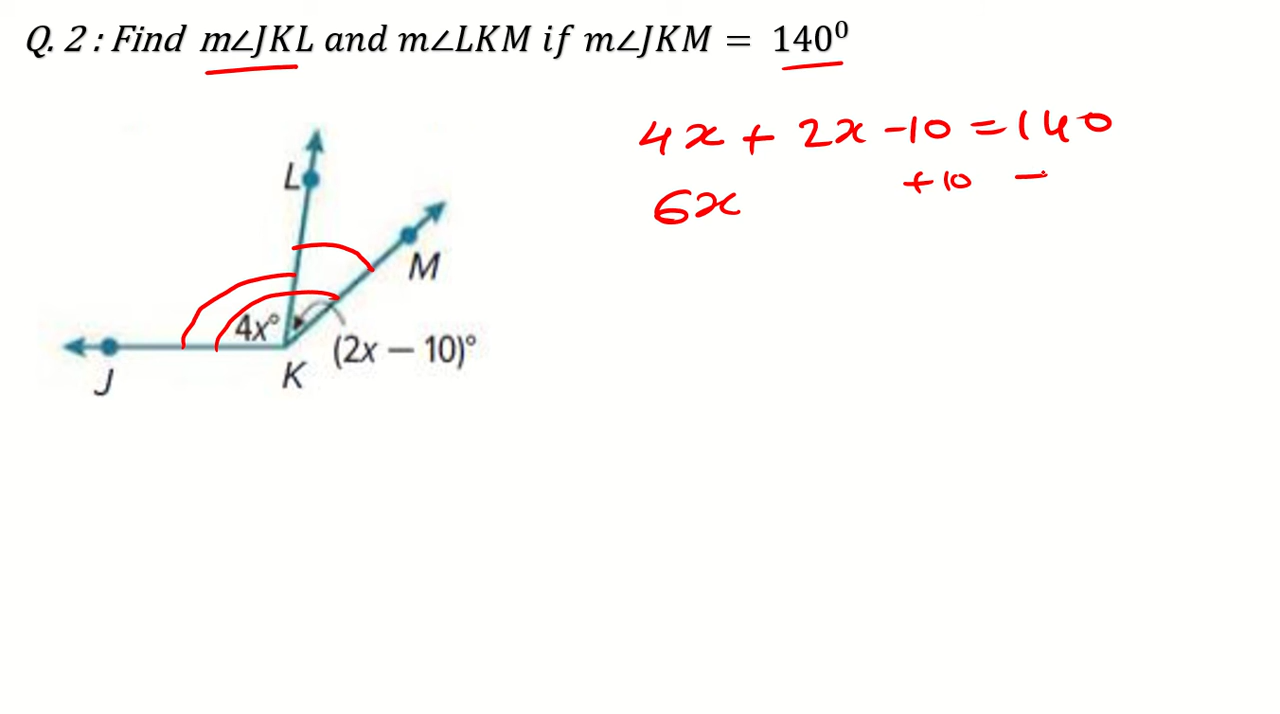 Q. 2 : Find m∠JKL and m∠LKM if m∠JKM = 140⁰
4x + 2x - 10 = 140
+10 -
6x
L
M
4x°
(2x – 10)°
J
K